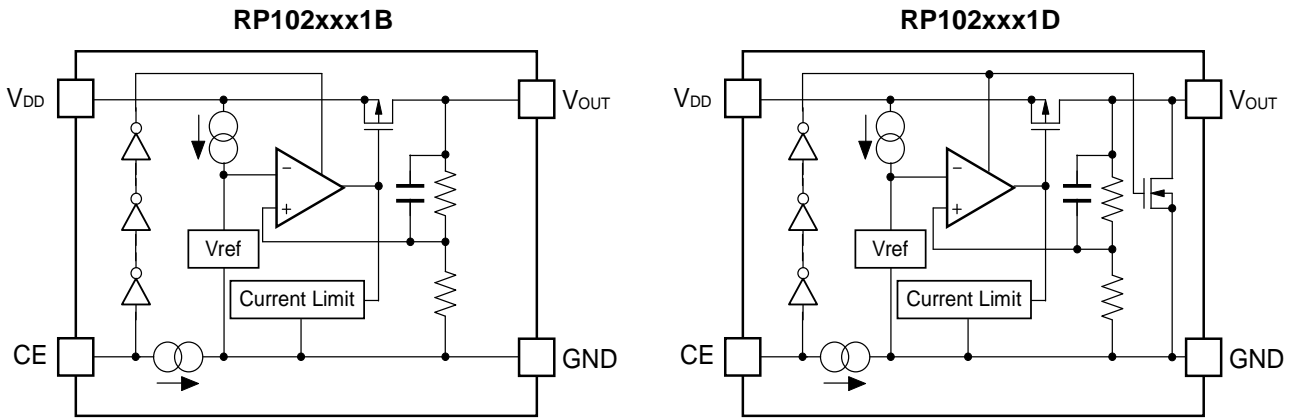 RP102xxx1B
VDD
VOUT
−
+
Vref
Current Limit
CE
GND
RP102xxx1D
VDD
VOUT
−
+
Vref
Current Limit
CE
GND